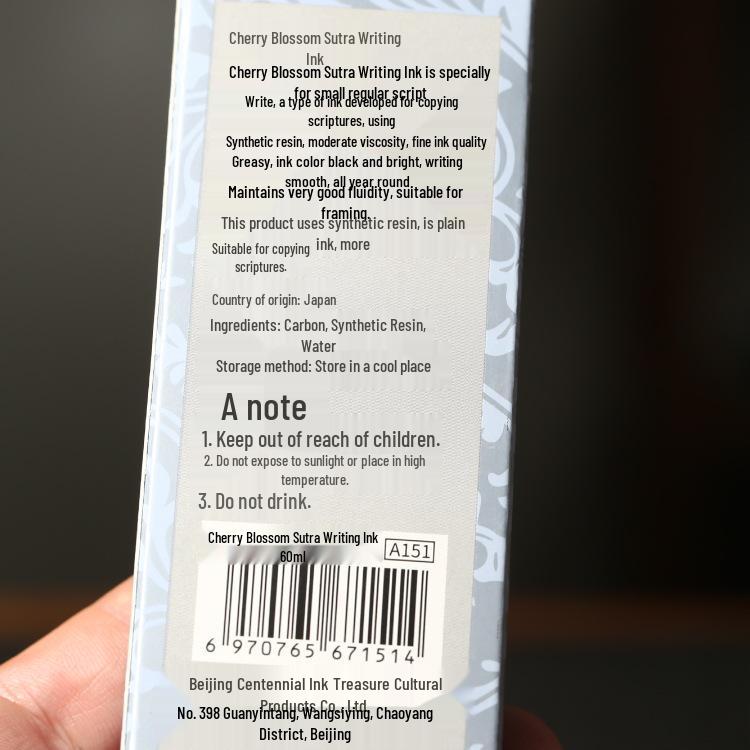 Cherry Blossom Sutra Writing
Ink
Cherry Blossom Sutra Writing Ink is specially
for small regular script
Write, a type of ink developed for copying
scriptures, using
Synthetic resin, moderate viscosity, fine ink quality
Greasy, ink color black and bright, writing
smooth, all year round
Maintains very good fluidity, suitable for
framing.
This product uses synthetic resin, is plain
ink, more
Suitable for copying
scriptures.
Country of origin: Japan
Ingredients: Carbon, Synthetic Resin,
Water
Storage method: Store in a cool place
A note
1. Keep out of reach of children.
2. Do not expose to sunlight or place in high
temperature.
3. Do not drink.
Cherry Blossom Sutra Writing Ink
60ml
A151
6 970765 671514
Beijing Centennial Ink Treasure Cultural
Products Co., Ltd.
No. 398 Guanyintang, Wangsiying, Chaoyang
District, Beijing